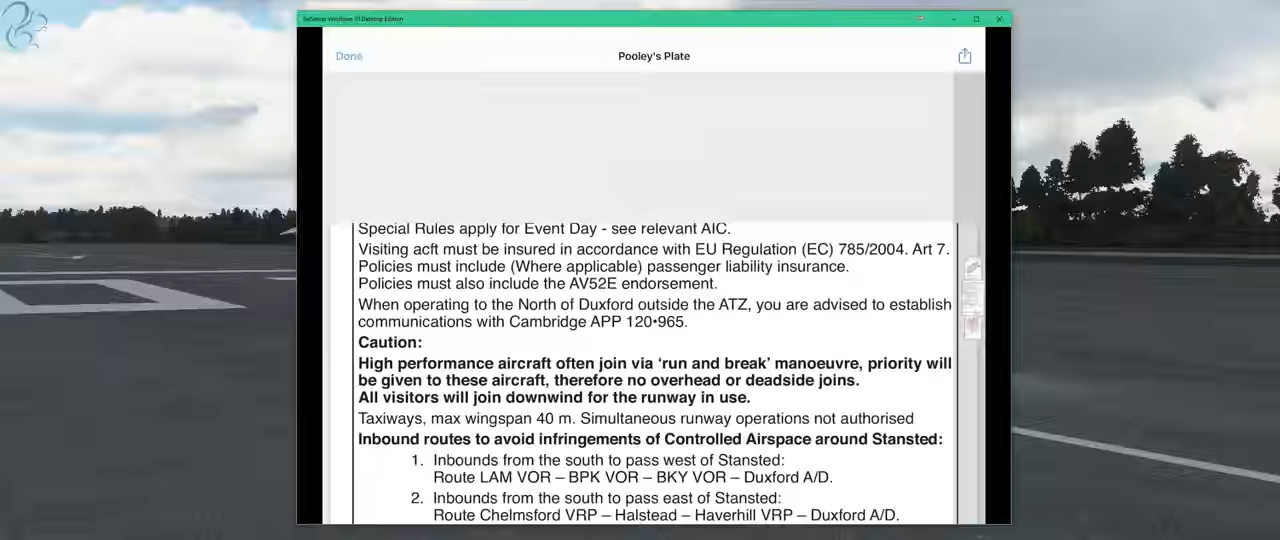 Reflector Windows 10 Desktop Edition
Done
Pooley's Plate
Special Rules apply for Event Day - see relevant AIC.
Visiting acft must be insured in accordance with EU Regulation (EC) 785/2004. Art 7.
Policies must include (Where applicable) passenger liability insurance.
Policies must also include the AV52E endorsement.
When operating to the North of Duxford outside the ATZ, you are advised to establish
communications with Cambridge APP 120•965.
Caution:
High performance aircraft often join via ‘run and break’ manoeuvre, priority will
be given to these aircraft, therefore no overhead or deadside joins.
All visitors will join downwind for the runway in use.
Taxiways, max wingspan 40 m. Simultaneous runway operations not authorised
Inbound routes to avoid infringements of Controlled Airspace around Stansted:
1. Inbounds from the south to pass west of Stansted:
Route LAM VOR – BPK VOR – BKY VOR – Duxford A/D.
2. Inbounds from the south to pass east of Stansted:
Route Chelmsford VRP – Halstead – Haverhill VRP – Duxford A/D.